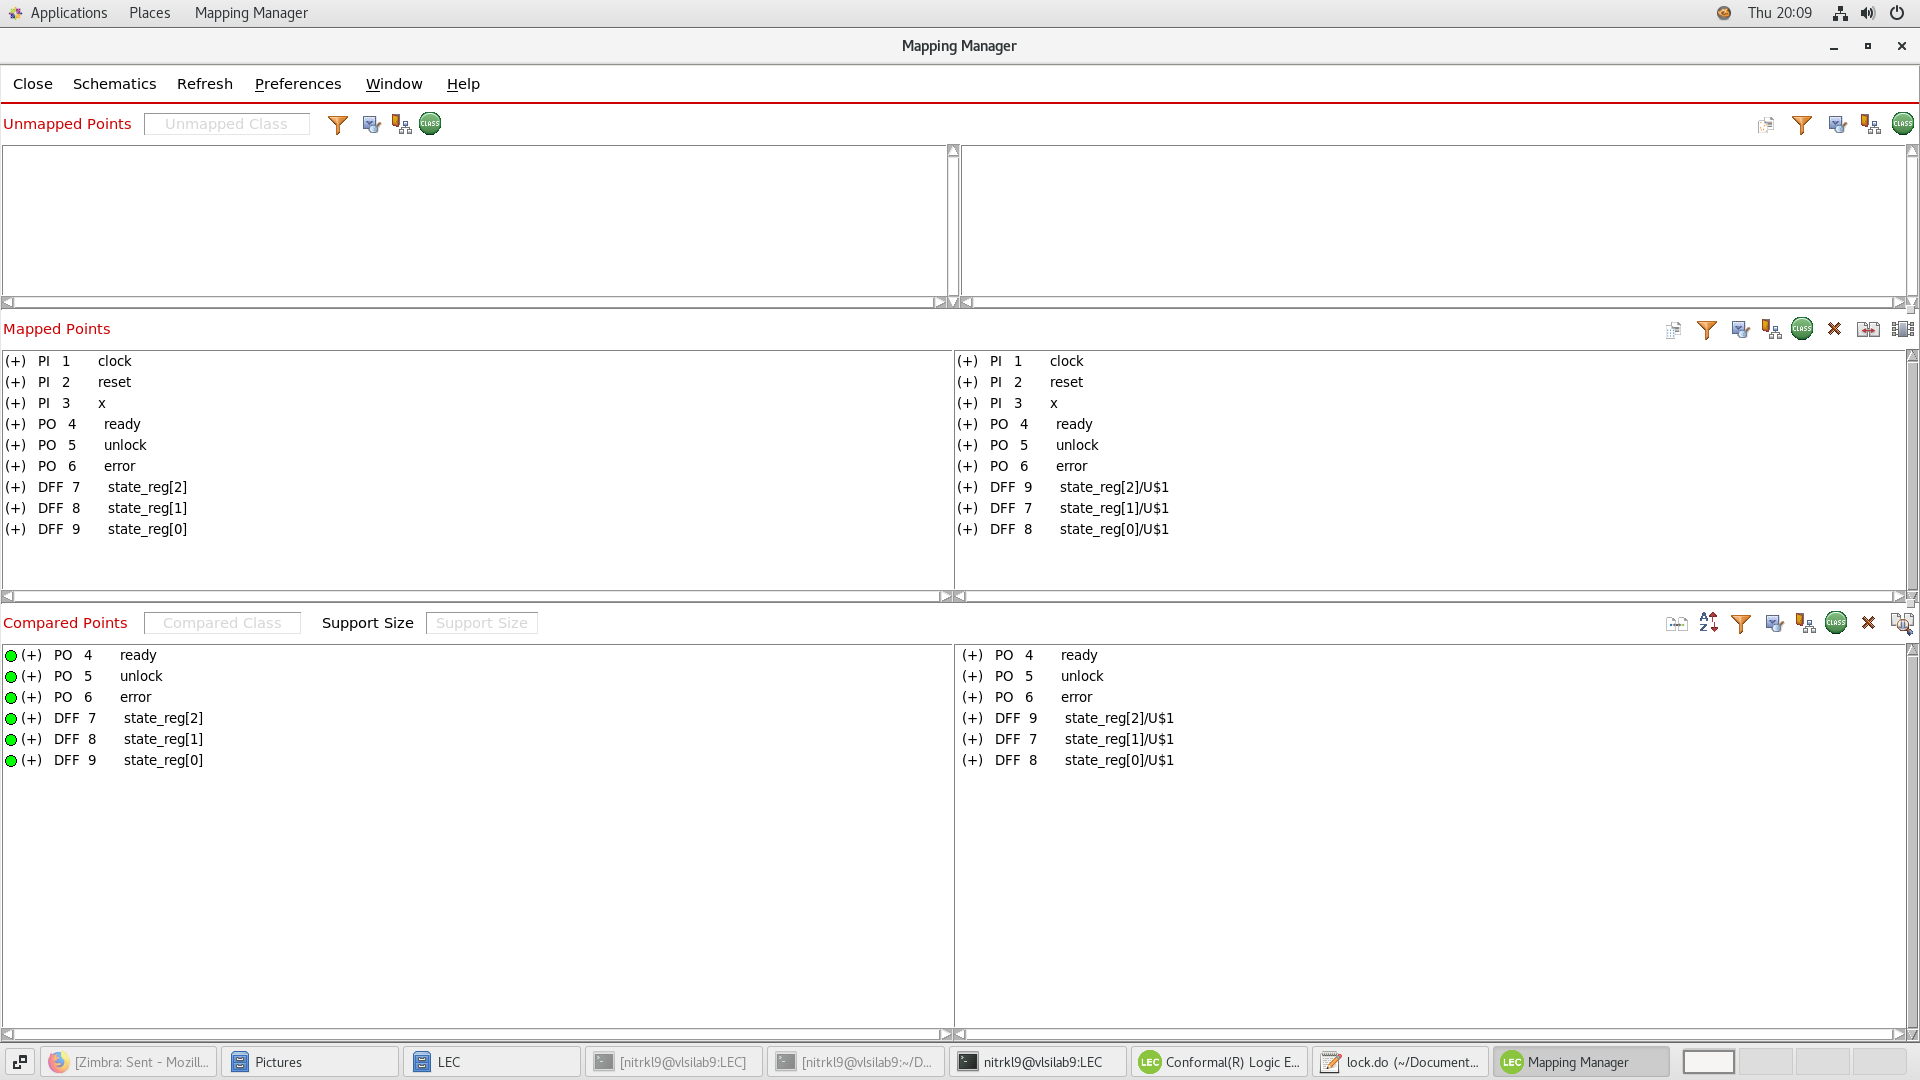 Applications Places Mapping Manager Thu 20:09
Mapping Manager
Close Schematics Refresh Preferences Window Help
Unmapped Points Unmapped Class CLASS CLASS
Mapped Points CLASS
(+) PI 1 clock (+) PI 1 clock
(+) PI 2 reset (+) PI 2 reset
(+) PI 3 x (+) PI 3 x
(+) PO 4 ready (+) PO 4 ready
(+) PO 5 unlock (+) PO 5 unlock
(+) PO 6 error (+) PO 6 error
(+) DFF 7 state_reg[2] (+) DFF 9 state_reg[2]/U$1
(+) DFF 8 state_reg[1] (+) DFF 7 state_reg[1]/U$1
(+) DFF 9 state_reg[0] (+) DFF 8 state_reg[0]/U$1
Compared Points Compared Class Support Size Support Size A Z CLASS
(+) PO 4 ready (+) PO 4 ready
(+) PO 5 unlock (+) PO 5 unlock
(+) PO 6 error (+) PO 6 error
(+) DFF 7 state_reg[2] (+) DFF 9 state_reg[2]/U$1
(+) DFF 8 state_reg[1] (+) DFF 7 state_reg[1]/U$1
(+) DFF 9 state_reg[0] (+) DFF 8 state_reg[0]/U$1
[Zimbra: Sent - Mozill... Pictures LEC [nitrkl9@vlsilab9:LEC] [nitrkl9@vlsilab9:~/D... nitrkl9@vlsilab9:LEC LEC Conformal(R) Logic E... lock.do (~/Document... LEC Mapping Manager